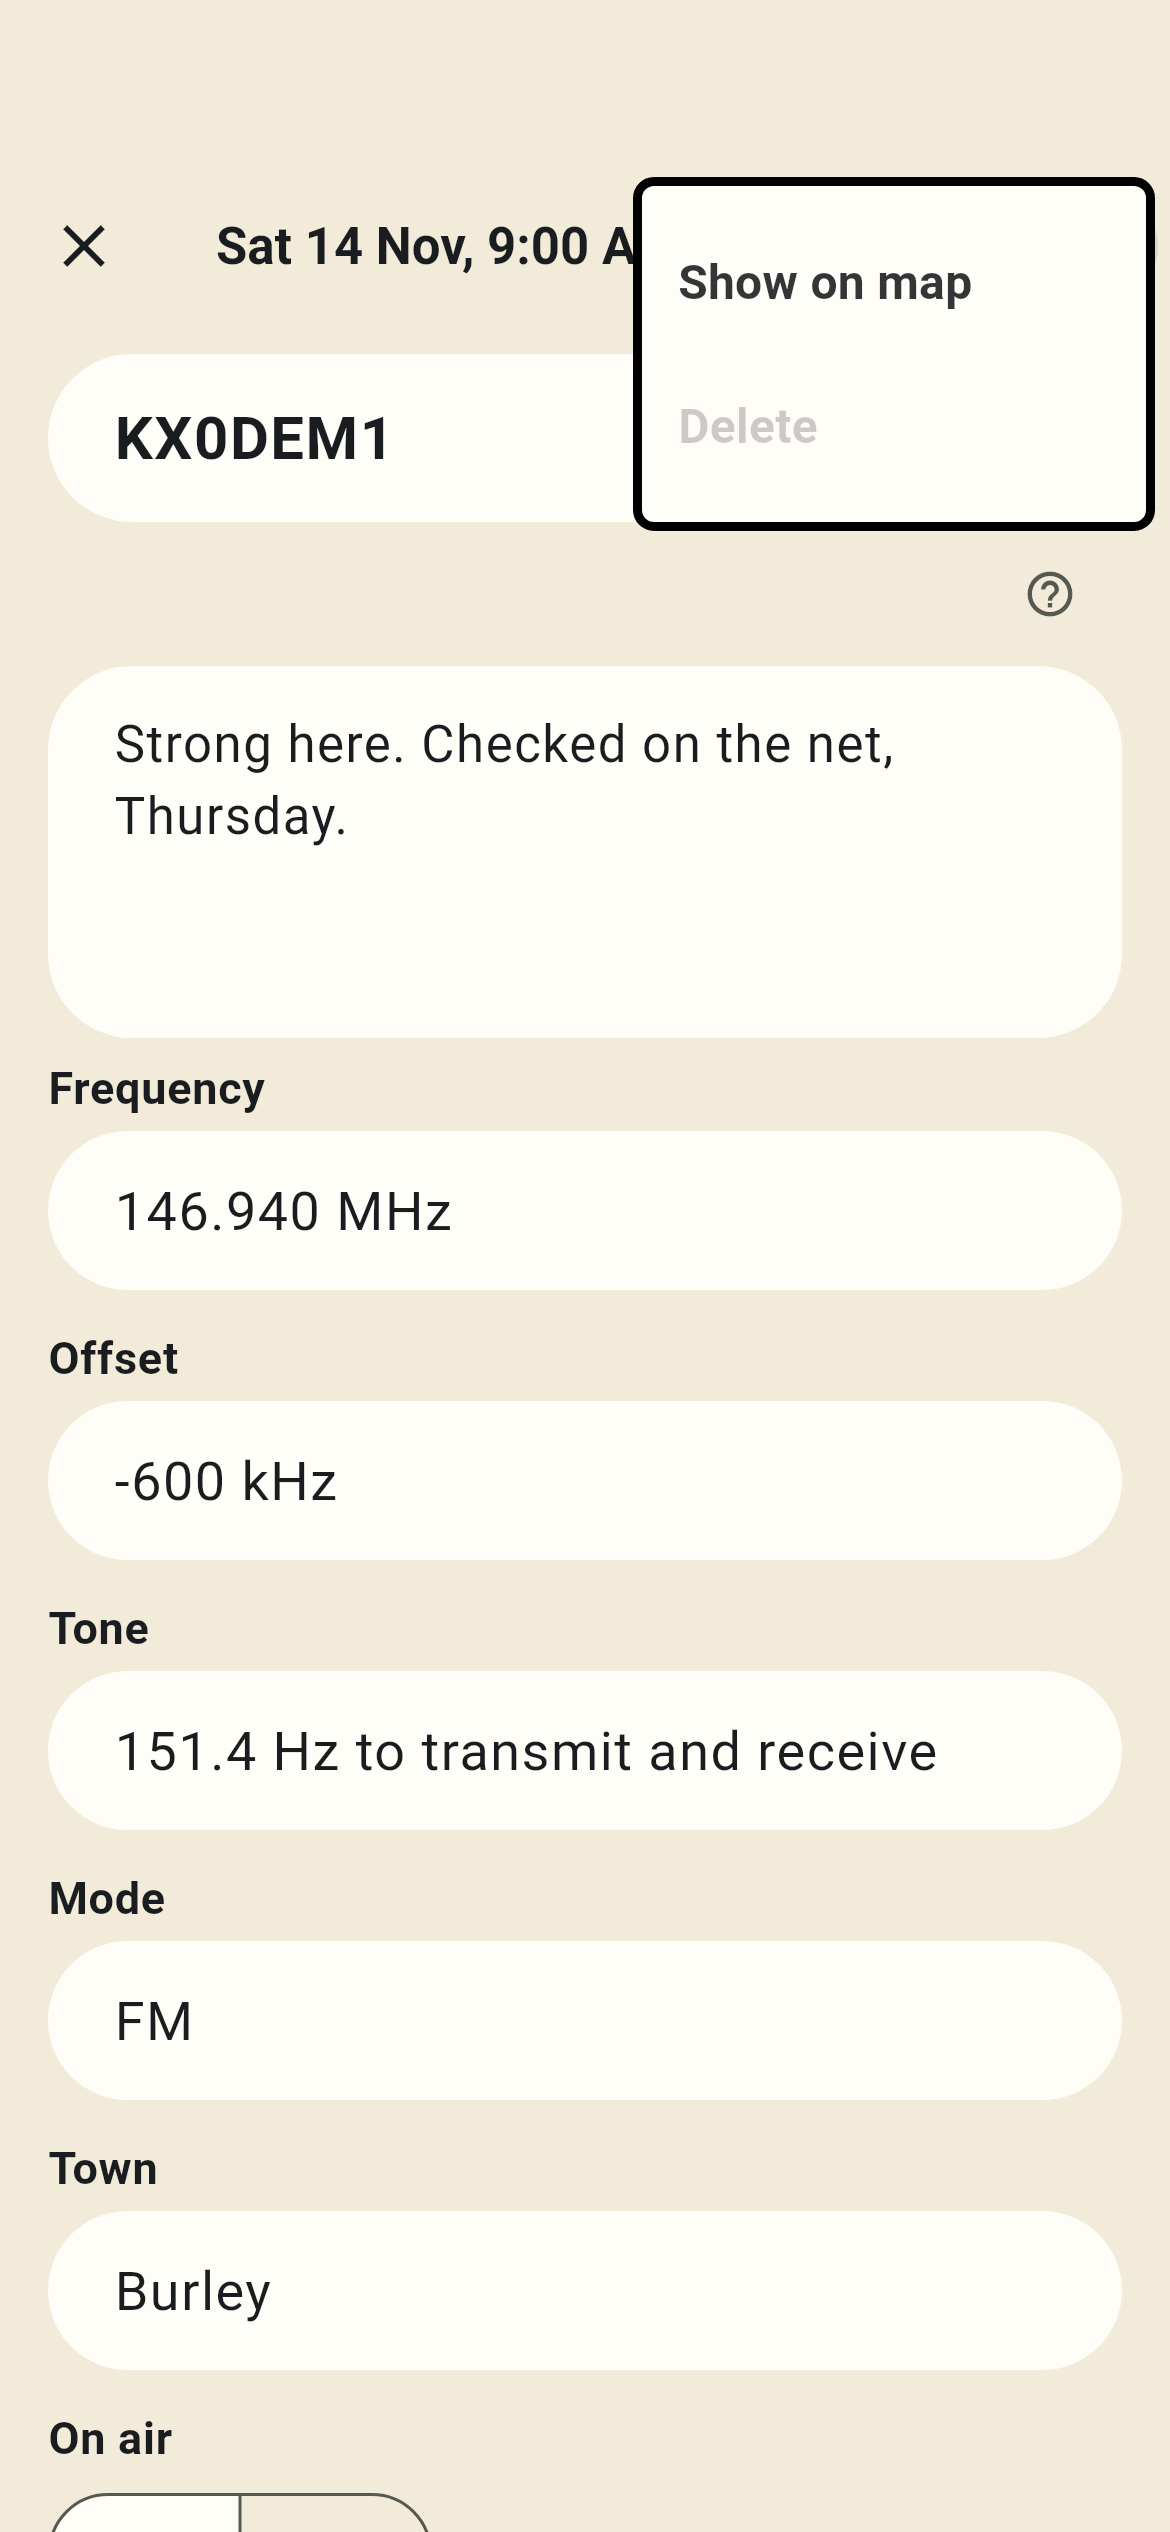 Sat 14 Nov, 9:00 A
Show on map
Delete
KX0DEM1
Strong here. Checked on the net,
Thursday.
Frequency
146.940 MHz
Offset
-600 kHz
Tone
151.4 Hz to transmit and receive
Mode
FM
Town
Burley
On air